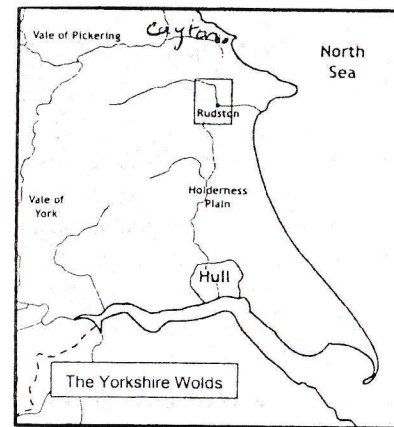 cayton
Vale of Pickering
North
Sea
Rudston
Vale of
York
Holderness
Plain
Hull
The Yorkshire Wolds